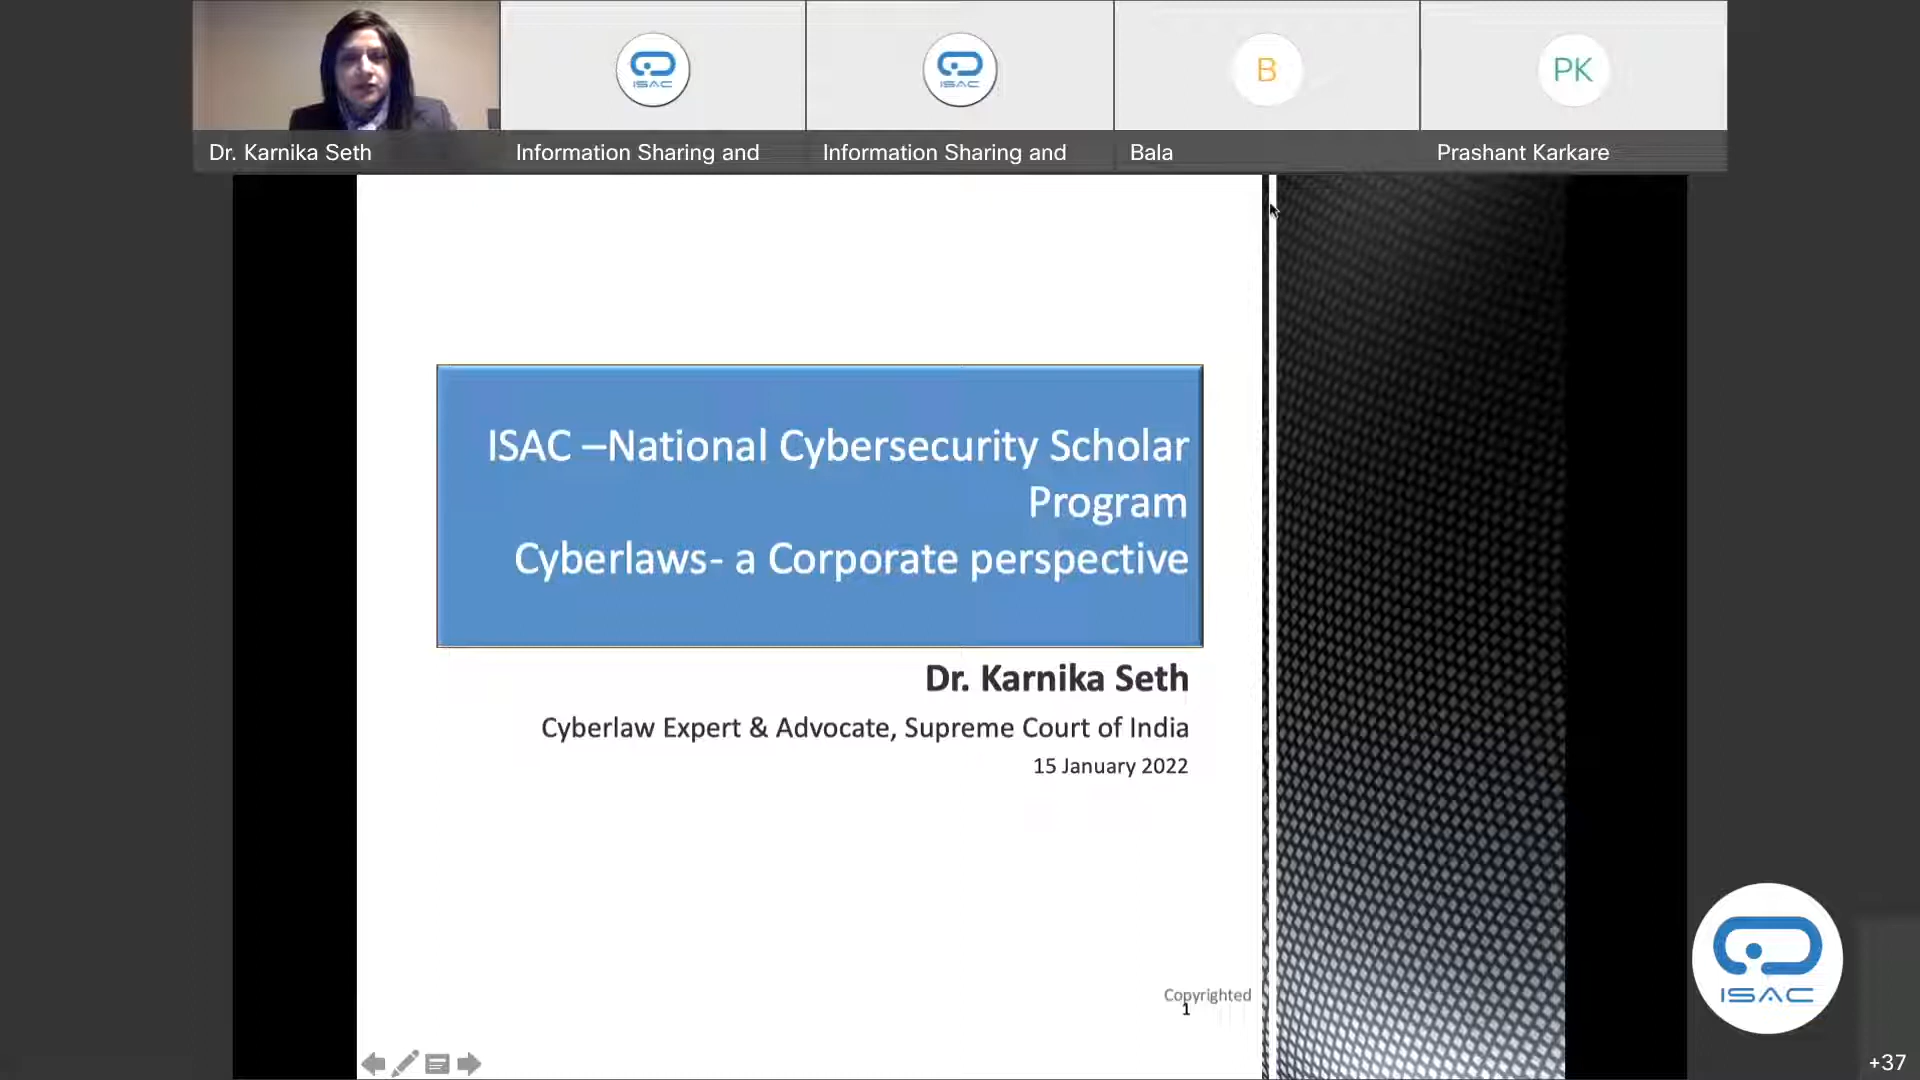 ISAC
ISAC
B
PK
Dr. Karnika Seth
Information Sharing and
Information Sharing and
Bala
Prashant Karkare
ISAC –National Cybersecurity Scholar
Program
Cyberlaws- a Corporate perspective
Dr. Karnika Seth
Cyberlaw Expert & Advocate, Supreme Court of India
15 January 2022
Copyrighted
1
ISAC
+37